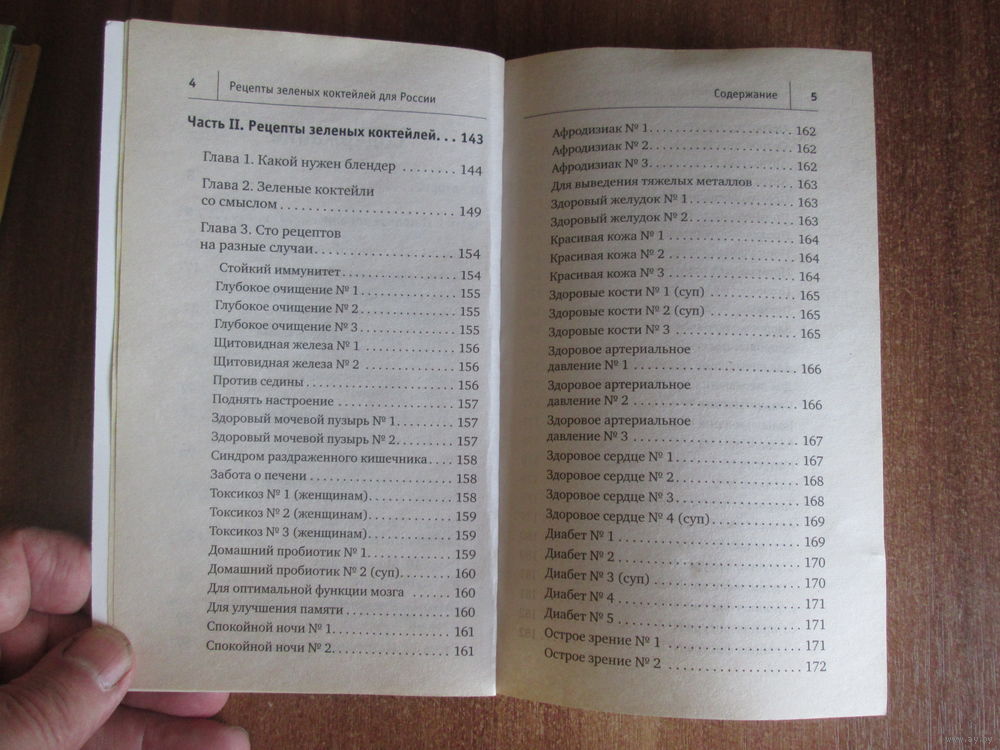 4 Рецепты зеленых коктейлей для России
Часть II. Рецепты зеленых коктейлей. . . 143
Глава 1. Какой нужен блендер ........ 144
Глава 2. Зеленые коктейли
со смыслом ........................... 149
Глава 3. Сто рецептов
на разные случаи...................... 154
Стойкий иммунитет................. 154
Глубокое очищение № 1.............. 155
Глубокое очищение № 2.............. 155
Глубокое очищение № 3.............. 155
Щитовидная железа № 1 ............. 156
Щитовидная железа № 2 ............. 156
Против седины ...................... 156
Поднять настроение ................. 157
Здоровый мочевой пузырь № 1........ 157
Здоровый мочевой пузырь № 2........ 157
Синдром раздраженного кишечника.... 158
Забота о печени ..................... 158
Токсикоз № 1 (женщинам)............ 158
Токсикоз № 2 (женщинам)............ 159
Токсикоз № 3 (женщинам)............ 159
Домашний пробиотик № 1............ 159
Домашний пробиотик № 2 (суп)....... 160
Для оптимальной функции мозга ...... 160
Для улучшения памяти ............... 160
Спокойной ночи № 1................. 161
Спокойной ночи № 2................. 161
Содержание 5
Афродизиак № 1..................... 162
Афродизиак № 2..................... 162
Афродизиак № 3..................... 162
Для выведения тяжелых металлов ...... 163
Здоровый желудок № 1............... 163
Здоровый желудок № 2............... 163
Красивая кожа № 1 .................. 164
Красивая кожа № 2 .................. 164
Красивая кожа № 3 .................. 164
Здоровые кости № 1 (суп) ............ 165
Здоровые кости № 2 (суп) ............ 165
Здоровые кости № 3 ................. 165
Здоровое артериальное
давление № 1 ....................... 166
Здоровое артериальное
давление № 2 ....................... 166
Здоровое артериальное
давление № 3 ....................... 167
Здоровое сердце № 1................. 167
Здоровое сердце № 2................. 168
Здоровое сердце № 3................. 168
Здоровое сердце № 4 (суп)............ 169
Диабет № 1 ......................... 169
Диабет № 2 ......................... 170
Диабет № 3 (суп) .................... 170
Диабет № 4 ......................... 171
Диабет № 5 ......................... 171
Острое зрение № 1 .................. 171
Острое зрение № 2 .................. 172
www.ay.by